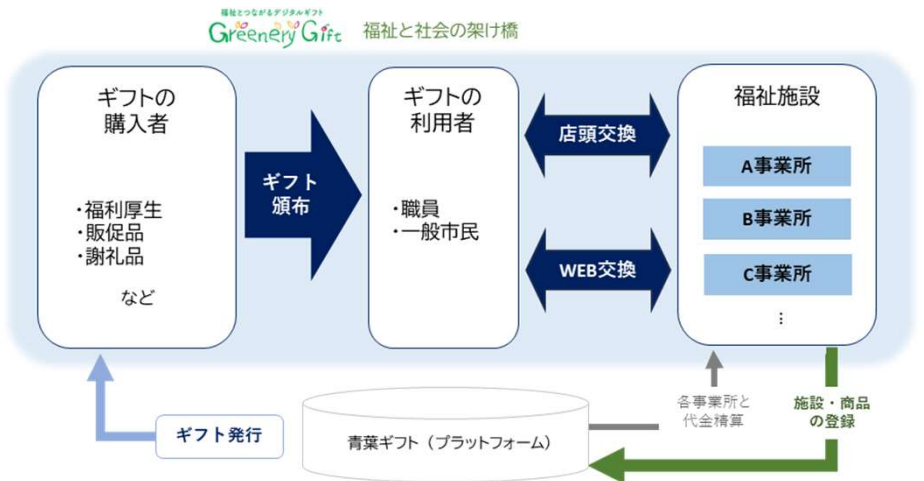 福祉とつながるデジタルギフト
Greenery Gift
福祉と社会の架け橋
ギフトの
購入者
・福利厚生
・販促品
・謝礼品
など
ギフト
頒布
ギフトの
利用者
・職員
・一般市民
店頭交換
WEB交換
福祉施設
A事業所
B事業所
C事業所
⋮
ギフト発行
青葉ギフト（プラットフォーム）
各事業所と
代金精算
施設・商品
の登録